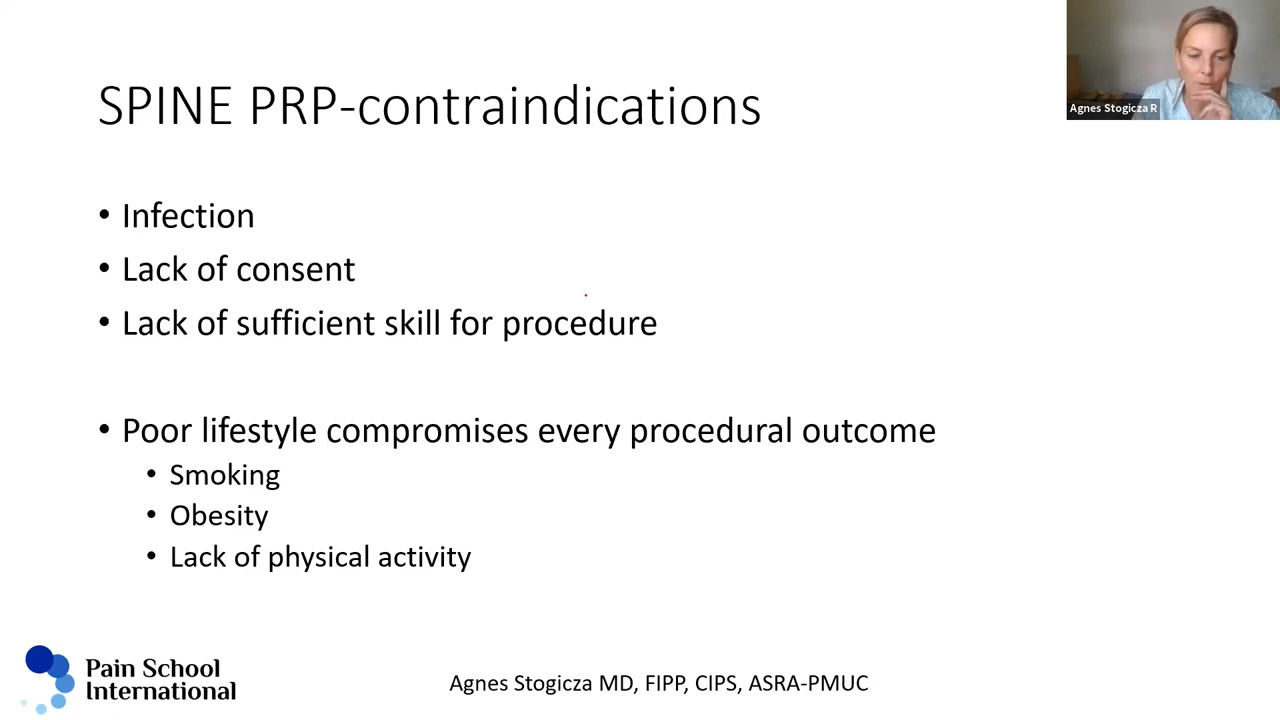 Agnes Stogicza R
SPINE PRP-contraindications
• Infection
• Lack of consent
• Lack of sufficient skill for procedure
• Poor lifestyle compromises every procedural outcome
• Smoking
• Obesity
• Lack of physical activity
Pain School
International
Agnes Stogicza MD, FIPP, CIPS, ASRA-PMUC